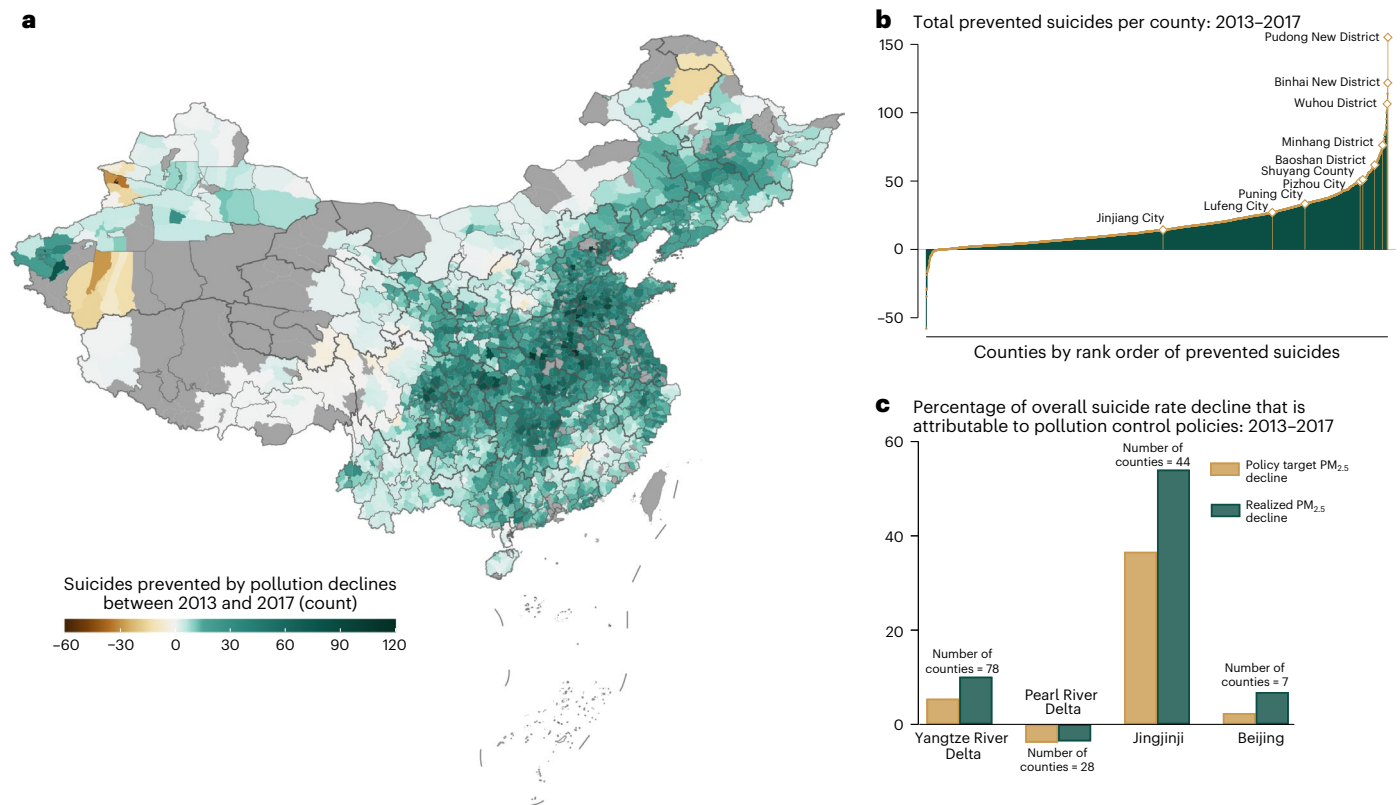 a
Suicides prevented by pollution declines
between 2013 and 2017 (count)
−60 −30 0 30 60 90 120
b
Total prevented suicides per county: 2013–2017
150
100
50
0
−50
Pudong New District
Binhai New District
Wuhou District
Minhang District
Baoshan District
Shuyang County
Pizhou City
Puning City
Lufeng City
Jinjiang City
Counties by rank order of prevented suicides
c
Percentage of overall suicide rate decline that is
attributable to pollution control policies: 2013–2017
60
40
20
0
Number of
counties = 78
Yangtze River
Delta
Pearl River
Delta
Number of
counties = 28
Number of
counties = 44
Jingjinji
Number of
counties = 7
Beijing
Policy target PM2.5
decline
Realized PM2.5
decline